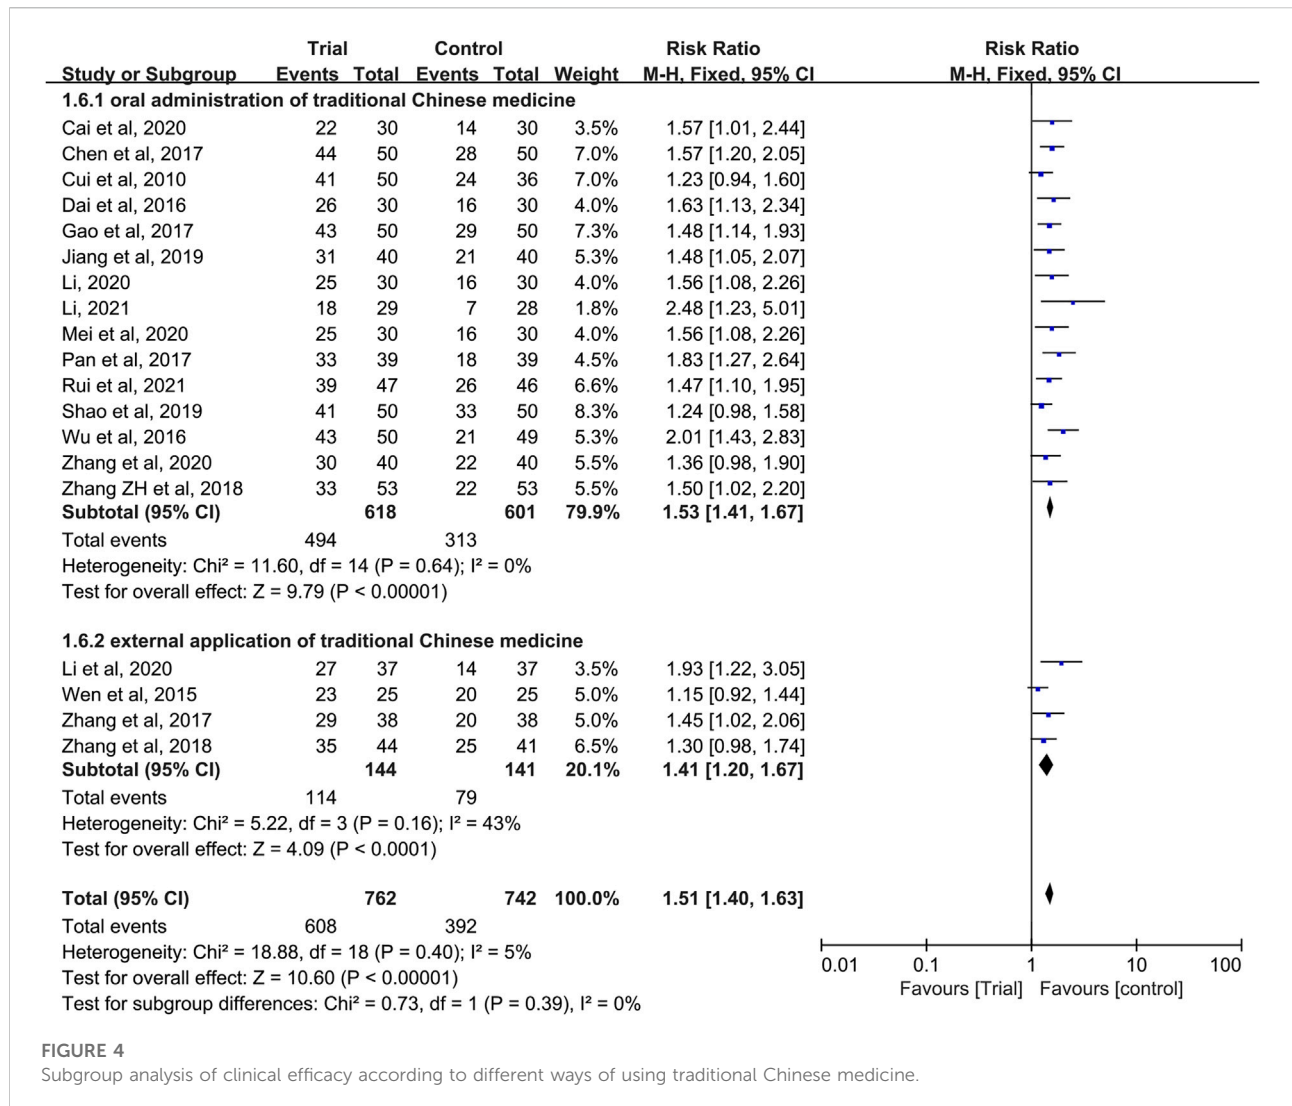 Trial Control Risk Ratio Risk Ratio
Study or Subgroup Events Total Events Total Weight M-H, Fixed, 95% CI M-H, Fixed, 95% CI
1.6.1 oral administration of traditional Chinese medicine
Cai et al, 2020 22 30 14 30 3.5% 1.57 [1.01, 2.44]
Chen et al, 2017 44 50 28 50 7.0% 1.57 [1.20, 2.05]
Cui et al, 2010 41 50 24 36 7.0% 1.23 [0.94, 1.60]
Dai et al, 2016 26 30 16 30 4.0% 1.63 [1.13, 2.34]
Gao et al, 2017 43 50 29 50 7.3% 1.48 [1.14, 1.93]
Jiang et al, 2019 31 40 21 40 5.3% 1.48 [1.05, 2.07]
Li, 2020 25 30 16 30 4.0% 1.56 [1.08, 2.26]
Li, 2021 18 29 7 28 1.8% 2.48 [1.23, 5.01]
Mei et al, 2020 25 30 16 30 4.0% 1.56 [1.08, 2.26]
Pan et al, 2017 33 39 18 39 4.5% 1.83 [1.27, 2.64]
Rui et al, 2021 39 47 26 46 6.6% 1.47 [1.10, 1.95]
Shao et al, 2019 41 50 33 50 8.3% 1.24 [0.98, 1.58]
Wu et al, 2016 43 50 21 49 5.3% 2.01 [1.43, 2.83]
Zhang et al, 2020 30 40 22 40 5.5% 1.36 [0.98, 1.90]
Zhang ZH et al, 2018 33 53 22 53 5.5% 1.50 [1.02, 2.20]
Subtotal (95% CI) 618 601 79.9% 1.53 [1.41, 1.67]
Total events 494 313
Heterogeneity: Chi² = 11.60, df = 14 (P = 0.64); I² = 0%
Test for overall effect: Z = 9.79 (P < 0.00001)
1.6.2 external application of traditional Chinese medicine
Li et al, 2020 27 37 14 37 3.5% 1.93 [1.22, 3.05]
Wen et al, 2015 23 25 20 25 5.0% 1.15 [0.92, 1.44]
Zhang et al, 2017 29 38 20 38 5.0% 1.45 [1.02, 2.06]
Zhang et al, 2018 35 44 25 41 6.5% 1.30 [0.98, 1.74]
Subtotal (95% CI) 144 141 20.1% 1.41 [1.20, 1.67]
Total events 114 79
Heterogeneity: Chi² = 5.22, df = 3 (P = 0.16); I² = 43%
Test for overall effect: Z = 4.09 (P < 0.0001)
Total (95% CI) 762 742 100.0% 1.51 [1.40, 1.63]
Total events 608 392
Heterogeneity: Chi² = 18.88, df = 18 (P = 0.40); I² = 5%
Test for overall effect: Z = 10.60 (P < 0.00001)
Test for subgroup differences: Chi² = 0.73, df = 1 (P = 0.39), I² = 0%
0.01 0.1 1 10 100
Favours [Trial] Favours [control]
FIGURE 4
Subgroup analysis of clinical efficacy according to different ways of using traditional Chinese medicine.